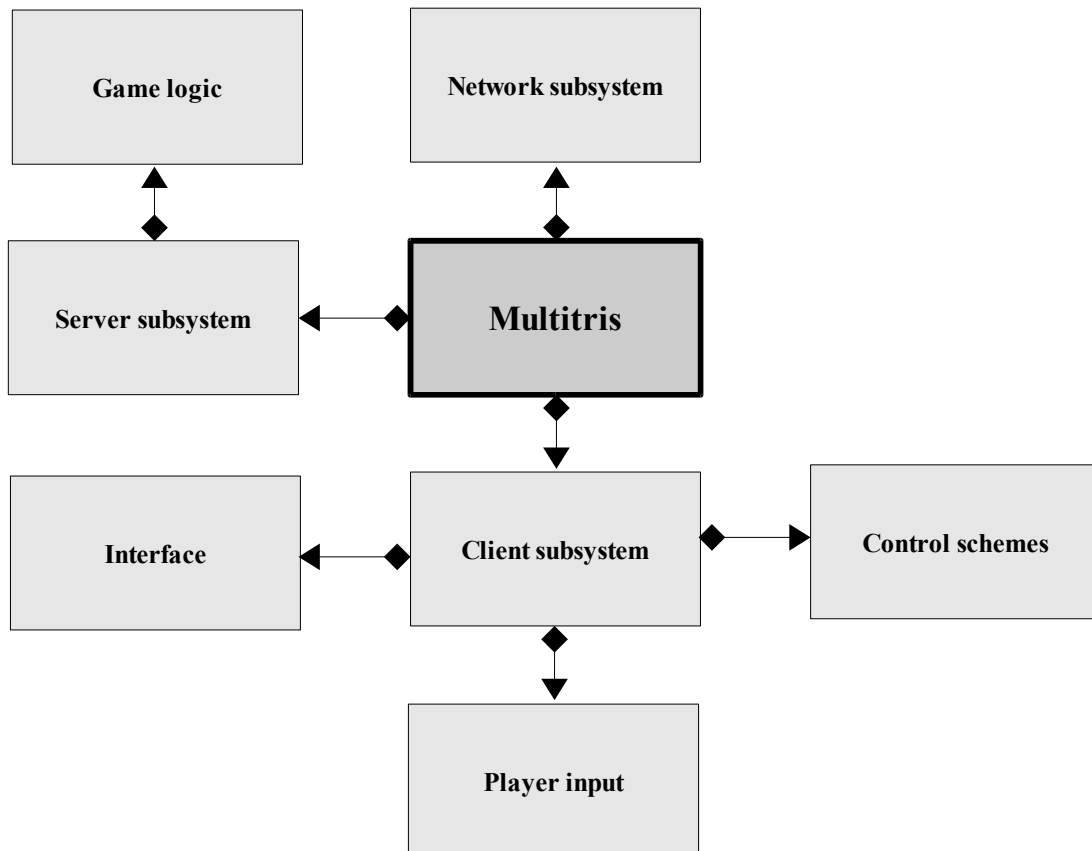 Game logic
Network subsystem
Server subsystem
Multitris
Interface
Client subsystem
Control schemes
Player input